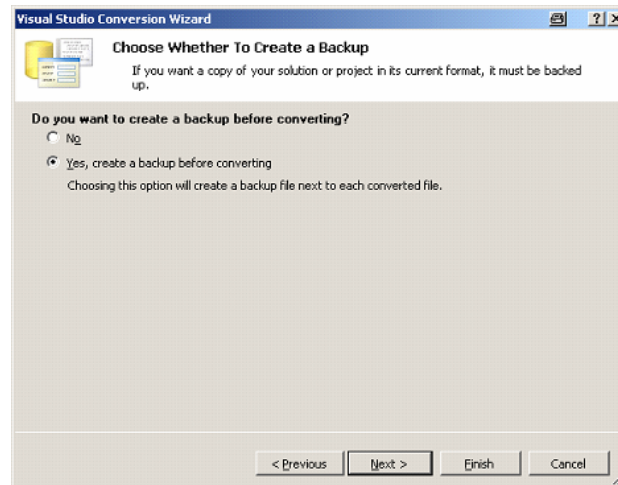 Visual Studio Conversion Wizard
Choose Whether To Create a Backup
If you want a copy of your solution or project in its current format, it must be backed
up.
Do you want to create a backup before converting?
No
Yes, create a backup before converting
Choosing this option will create a backup file next to each converted file.
< Previous Next > Finish Cancel